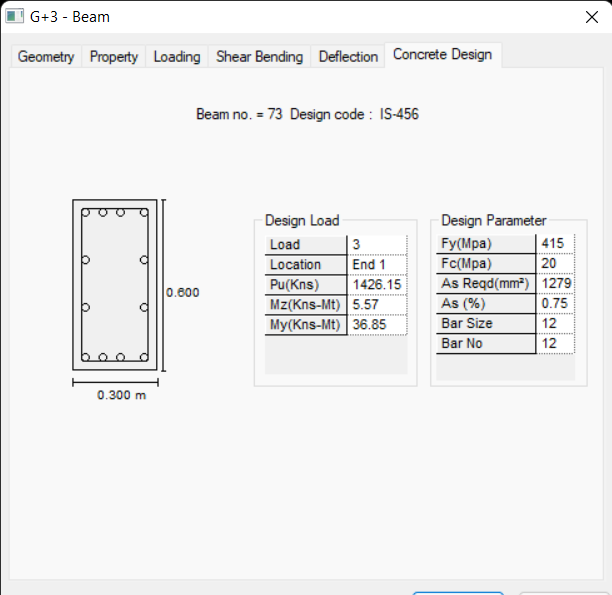 G+3 - Beam
Geometry Property Loading Shear Bending Deflection Concrete Design
Beam no. = 73 Design code : IS-456
0.600
0.300 m
Design Load
Load 3
Location End 1
Pu(Kns) 1426.15
Mz(Kns-Mt) 5.57
My(Kns-Mt) 36.85
Design Parameter
Fy(Mpa) 415
Fc(Mpa) 20
As Reqd(mm²) 1279
As (%) 0.75
Bar Size 12
Bar No 12